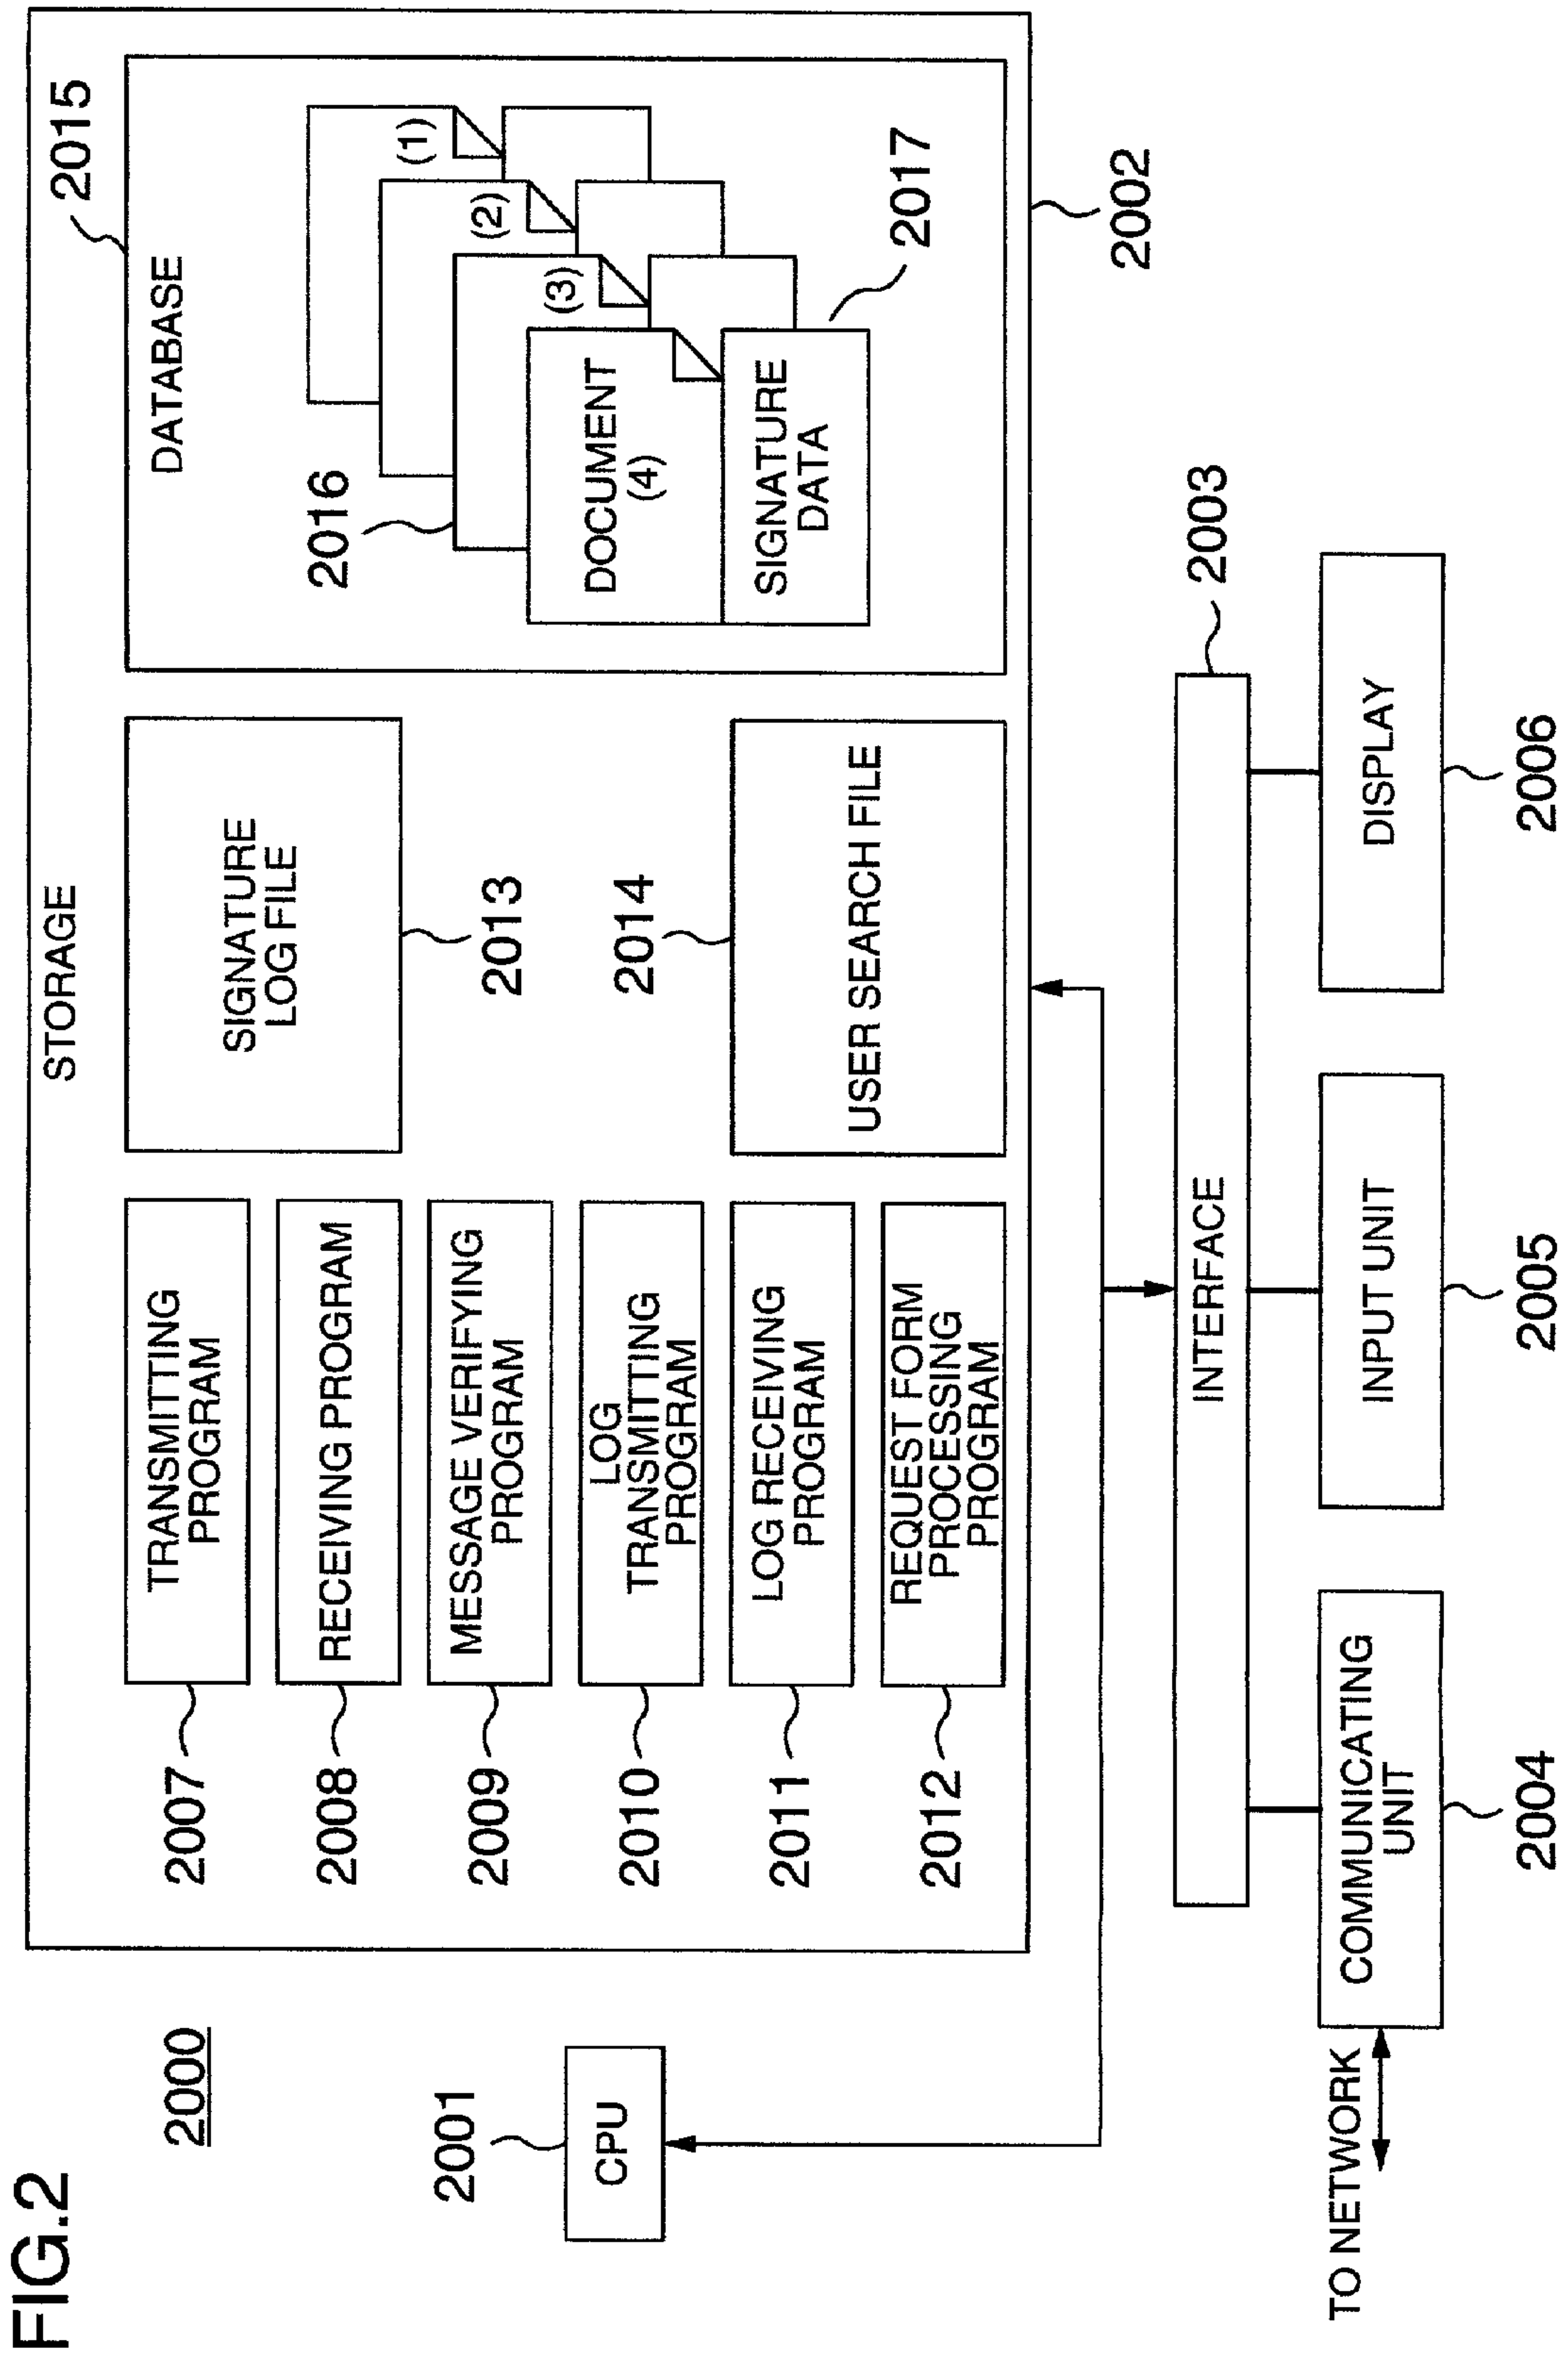 FIG.2
2000
2001
CPU
STORAGE
2002
2007
TRANSMITTING
PROGRAM
2008
RECEIVING PROGRAM
2009
MESSAGE VERIFYING
PROGRAM
2010
LOG
TRANSMITTING
PROGRAM
2011
LOG RECEIVING
PROGRAM
2012
REQUEST FORM
PROCESSING
PROGRAM
SIGNATURE
LOG FILE
2013
2014
USER SEARCH FILE
2015
DATABASE
(1)
(2)
(3)
2016
DOCUMENT
(4)
SIGNATURE
DATA
2017
INTERFACE
2003
TO NETWORK
COMMUNICATING
UNIT
2004
INPUT UNIT
2005
DISPLAY
2006